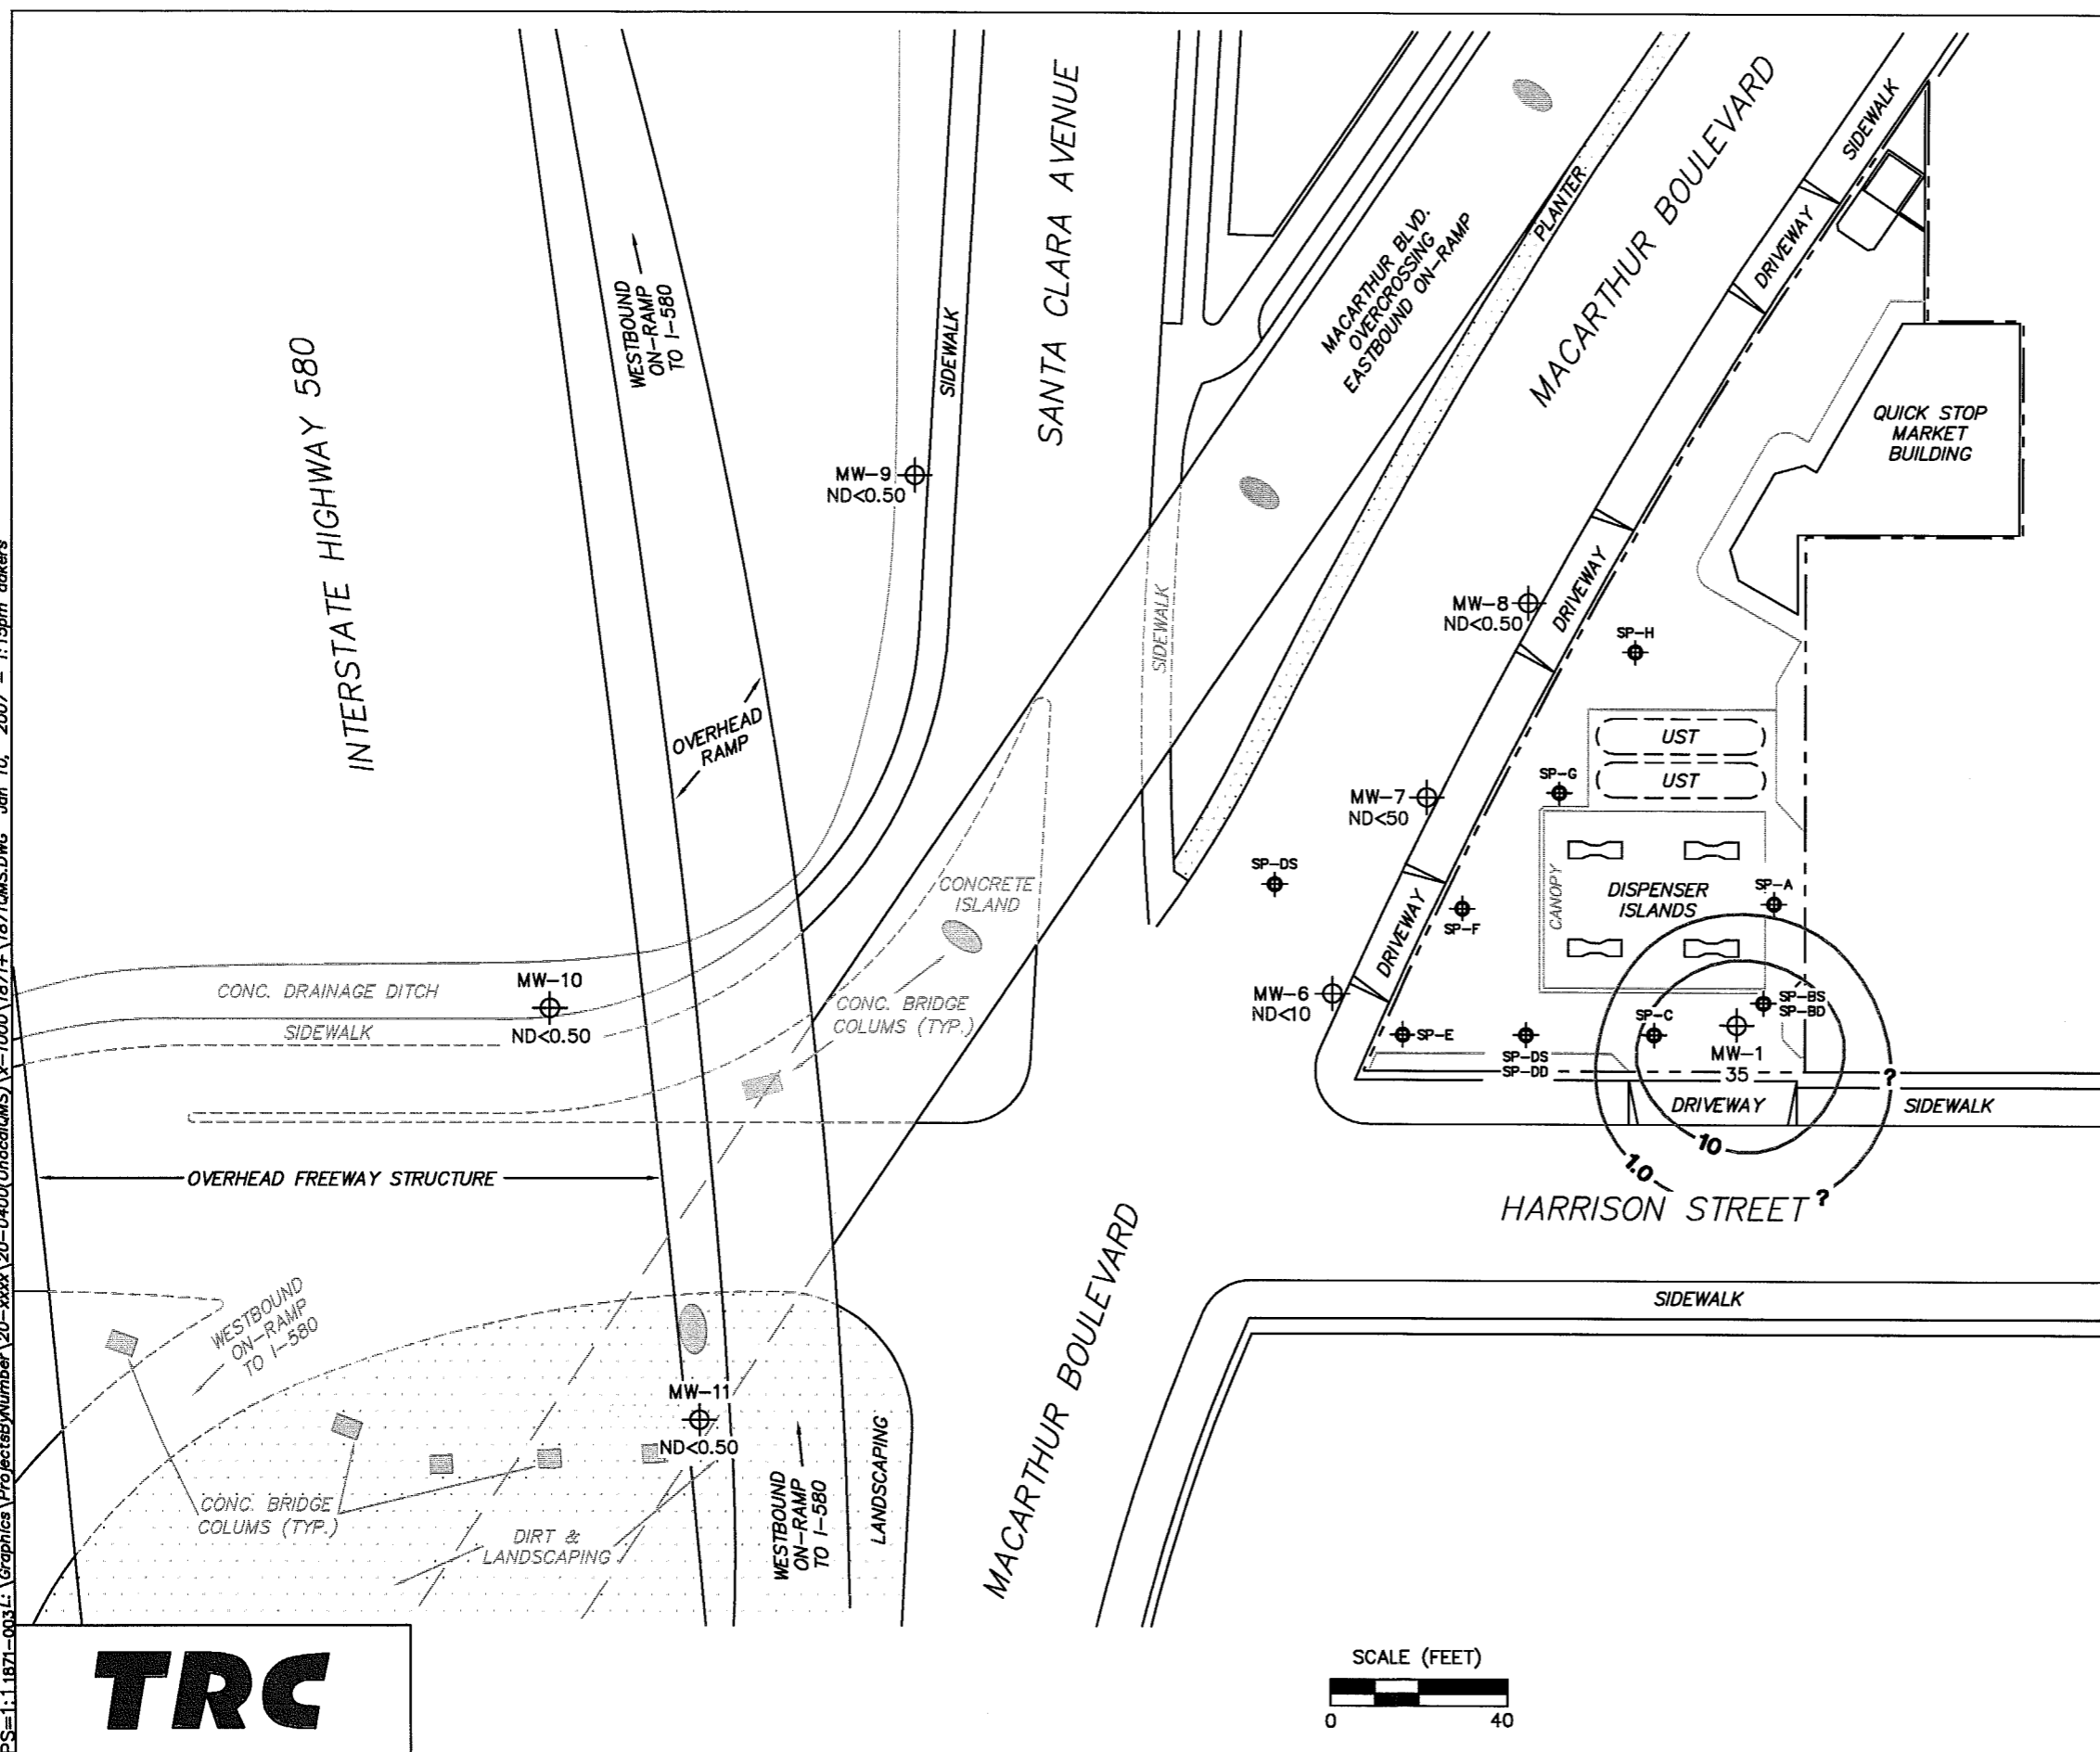 INTERSTATE HIGHWAY 580
WESTBOUND
ON-RAMP
TO I-580
SIDEWALK
SANTA CLARA AVENUE
MACARTHUR BLVD.
OVERCROSSING
EASTBOUND ON-RAMP
PLANTER
MACARTHUR BOULEVARD
SIDEWALK
DRIVEWAY
QUICK STOP
MARKET
BUILDING
MW-9
ND<0.50
SIDEWALK
MW-8
ND<0.50
DRIVEWAY
SP-H
OVERHEAD
RAMP
UST
UST
SP-G
MW-7
ND<50
SP-DS
CONCRETE
ISLAND
DRIVEWAY
SP-F
CANOPY
DISPENSER
ISLANDS
SP-A
CONC. DRAINAGE DITCH
SIDEWALK
MW-10
ND<0.50
CONC. BRIDGE
COLUMS (TYP.)
MW-6
ND<10
SP-E
SP-DS
SP-DD
SP-C
SP-BS
SP-BD
MW-1
35
DRIVEWAY
?
SIDEWALK
10
1.0
?
HARRISON STREET
OVERHEAD FREEWAY STRUCTURE
WESTBOUND
ON-RAMP
TO I-580
SIDEWALK
MW-11
ND<0.50
CONC. BRIDGE
COLUMS (TYP.)
DIRT &
LANDSCAPING
WESTBOUND
ON-RAMP
TO I-580
LANDSCAPING
MACARTHUR BOULEVARD
TRC
SCALE (FEET)
0 40